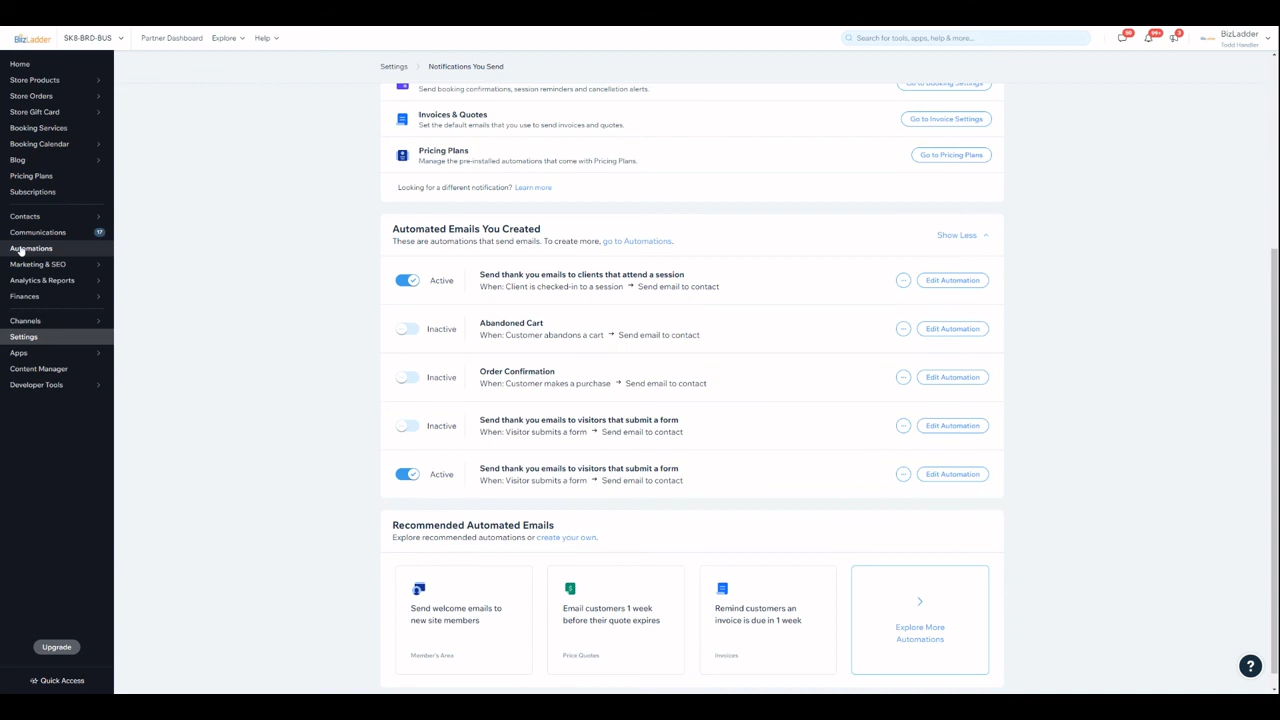 BizLadder
SK8-BRD-BUS
Partner Dashboard
Explore
Help
Search for tools, apps, help & more...
99+
BizLadder
Todd Handler
Home
Store Products
Store Orders
Store Gift Card
Booking Services
Booking Calendar
Blog
Pricing Plans
Subscriptions
Contacts
Communications
17
Automations
Marketing & SEO
Analytics & Reports
Finances
Channels
Settings
Apps
Content Manager
Developer Tools
Upgrade
Quick Access
Settings
Notifications You Send
Send booking confirmations, session reminders and cancellation alerts.
Go to Booking Settings
Invoices & Quotes
Set the default emails that you use to send invoices and quotes.
Go to Invoice Settings
Pricing Plans
Manage the pre-installed automations that come with Pricing Plans.
Go to Pricing Plans
Looking for a different notification? Learn more
Automated Emails You Created
These are automations that send emails. To create more, go to Automations.
Show Less
Active
Send thank you emails to clients that attend a session
When: Client is checked-in to a session → Send email to contact
Edit Automation
Inactive
Abandoned Cart
When: Customer abandons a cart → Send email to contact
Edit Automation
Inactive
Order Confirmation
When: Customer makes a purchase → Send email to contact
Edit Automation
Inactive
Send thank you emails to visitors that submit a form
When: Visitor submits a form → Send email to contact
Edit Automation
Active
Send thank you emails to visitors that submit a form
When: Visitor submits a form → Send email to contact
Edit Automation
Recommended Automated Emails
Explore recommended automations or create your own.
Send welcome emails to
new site members
Member's Area
Email customers 1 week
before their quote expires
Price Quotes
Remind customers an
invoice is due in 1 week
Invoices
Explore More
Automations
?